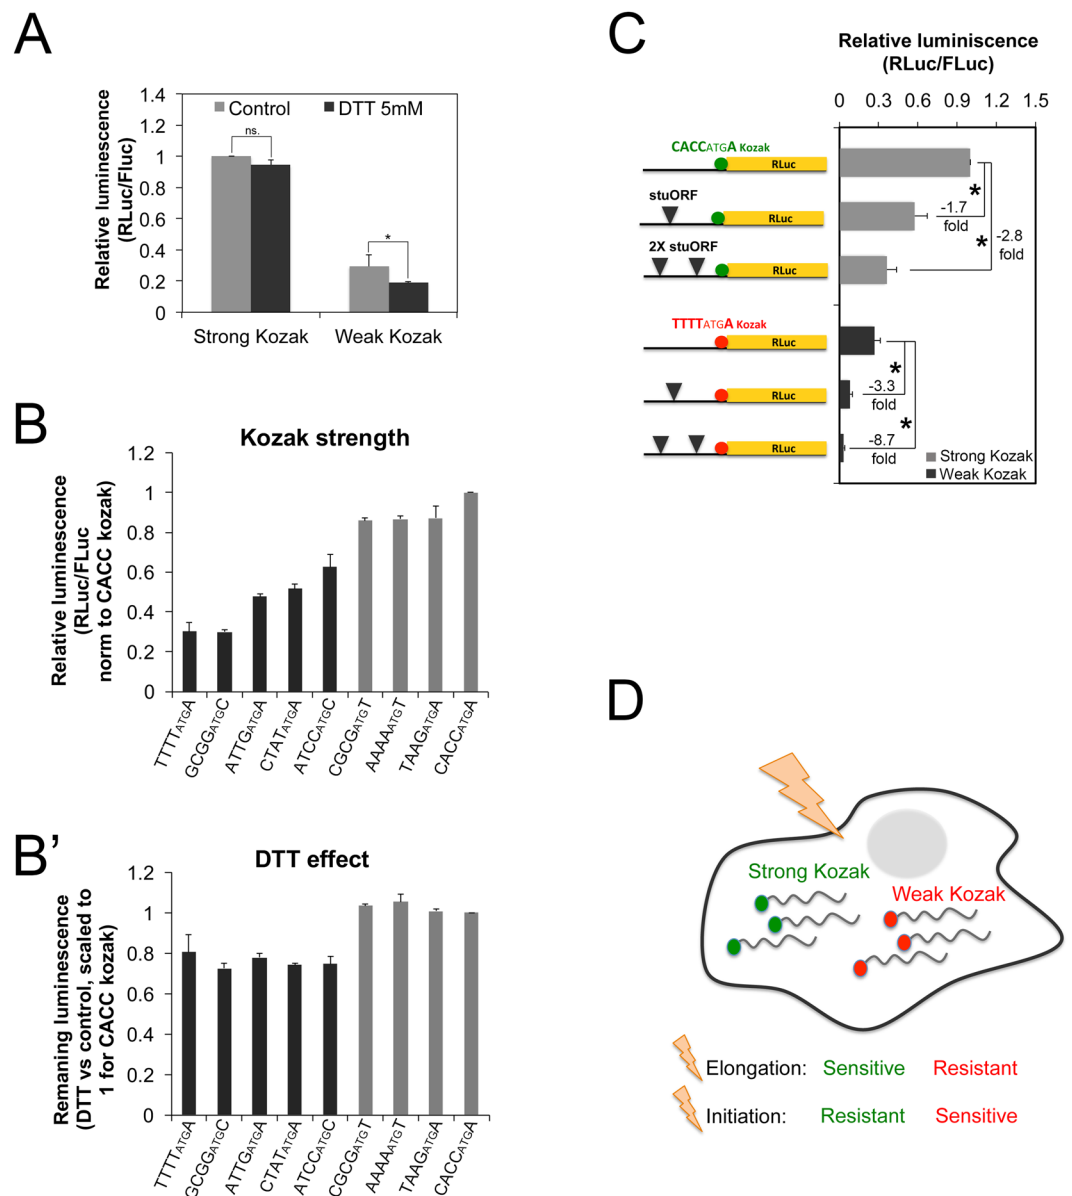 A
Relative luminescence
(RLuc/Fluc)
1.4
1.2
1
0.8
0.6
0.4
0.2
0
Control
DTT 5mM
ns.
*
Strong Kozak
Weak Kozak
B
Kozak strength
Relative luminescence
(RLuc/FLuc
norm to CACC kozak)
1.2
1
0.8
0.6
0.4
0.2
0
TTTTATGA
GCGGATGC
ATTGATGA
CTATATGA
ATCCATGC
CGCGATGT
AAAAATGT
TAAGATGA
CACCATGA
B’
DTT effect
Remaning luminescence
(DTT vs control, scaled to
1 for CACC kozak)
1.2
1
0.8
0.6
0.4
0.2
0
TTTTATGA
GCGGATGC
ATTGATGA
CTATATGA
ATCCATGC
CGCGATGT
AAAAATGT
TAAGATGA
CACCATGA
C
Relative luminiscence
(RLuc/FLuc)
0 0.3 0.6 0.9 1.2 1.5
CACCATGA Kozak
RLuc
stuORF
RLuc
2X stuORF
RLuc
*
-1.7
fold
*
-2.8
fold
TTTTATGA Kozak
RLuc
RLuc
RLuc
*
-3.3
fold
*
-8.7
fold
Strong Kozak
Weak Kozak
D
Strong Kozak
Weak Kozak
Elongation: Sensitive Resistant
Initiation: Resistant Sensitive